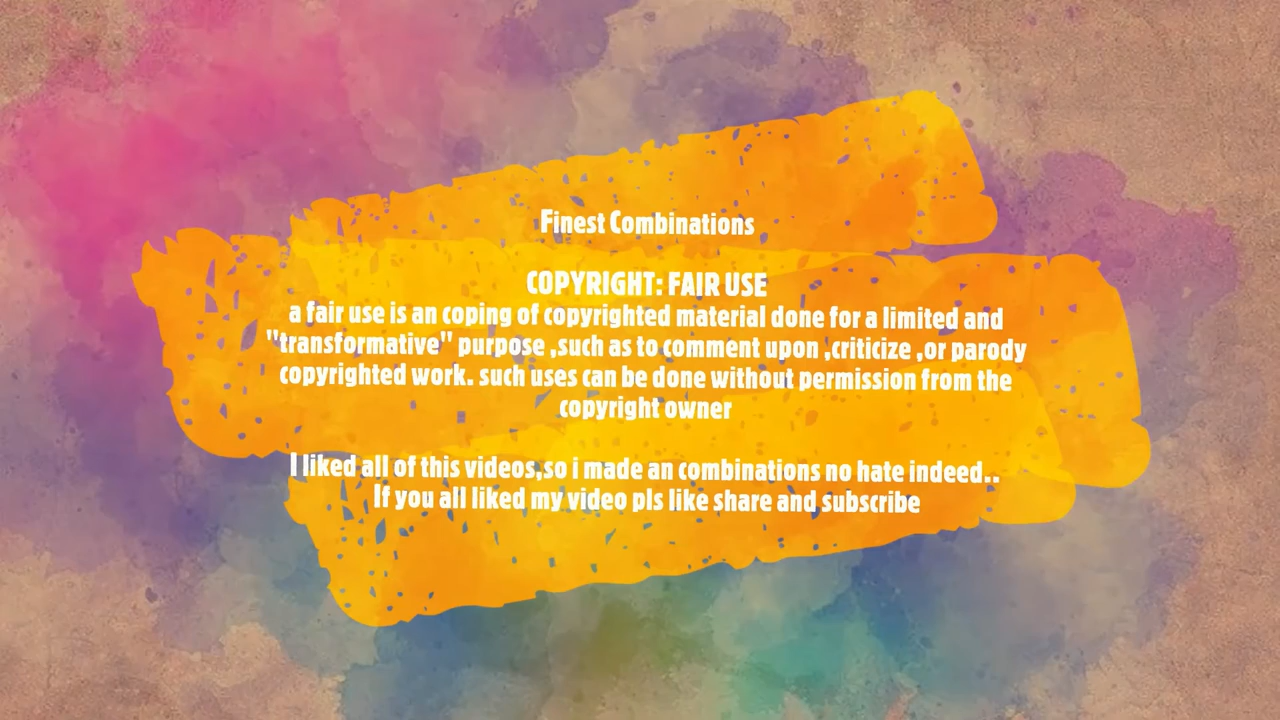 Finest Combinations
COPYRIGHT: FAIR USE
a fair use is an coping of copyrighted material done for a limited and
"transformative" purpose ,such as to comment upon ,criticize ,or parody
copyrighted work. such uses can be done without permission from the
copyright owner
I liked all of this videos,so i made an combinations no hate indeed..
If you all liked my video pls like share and subscribe